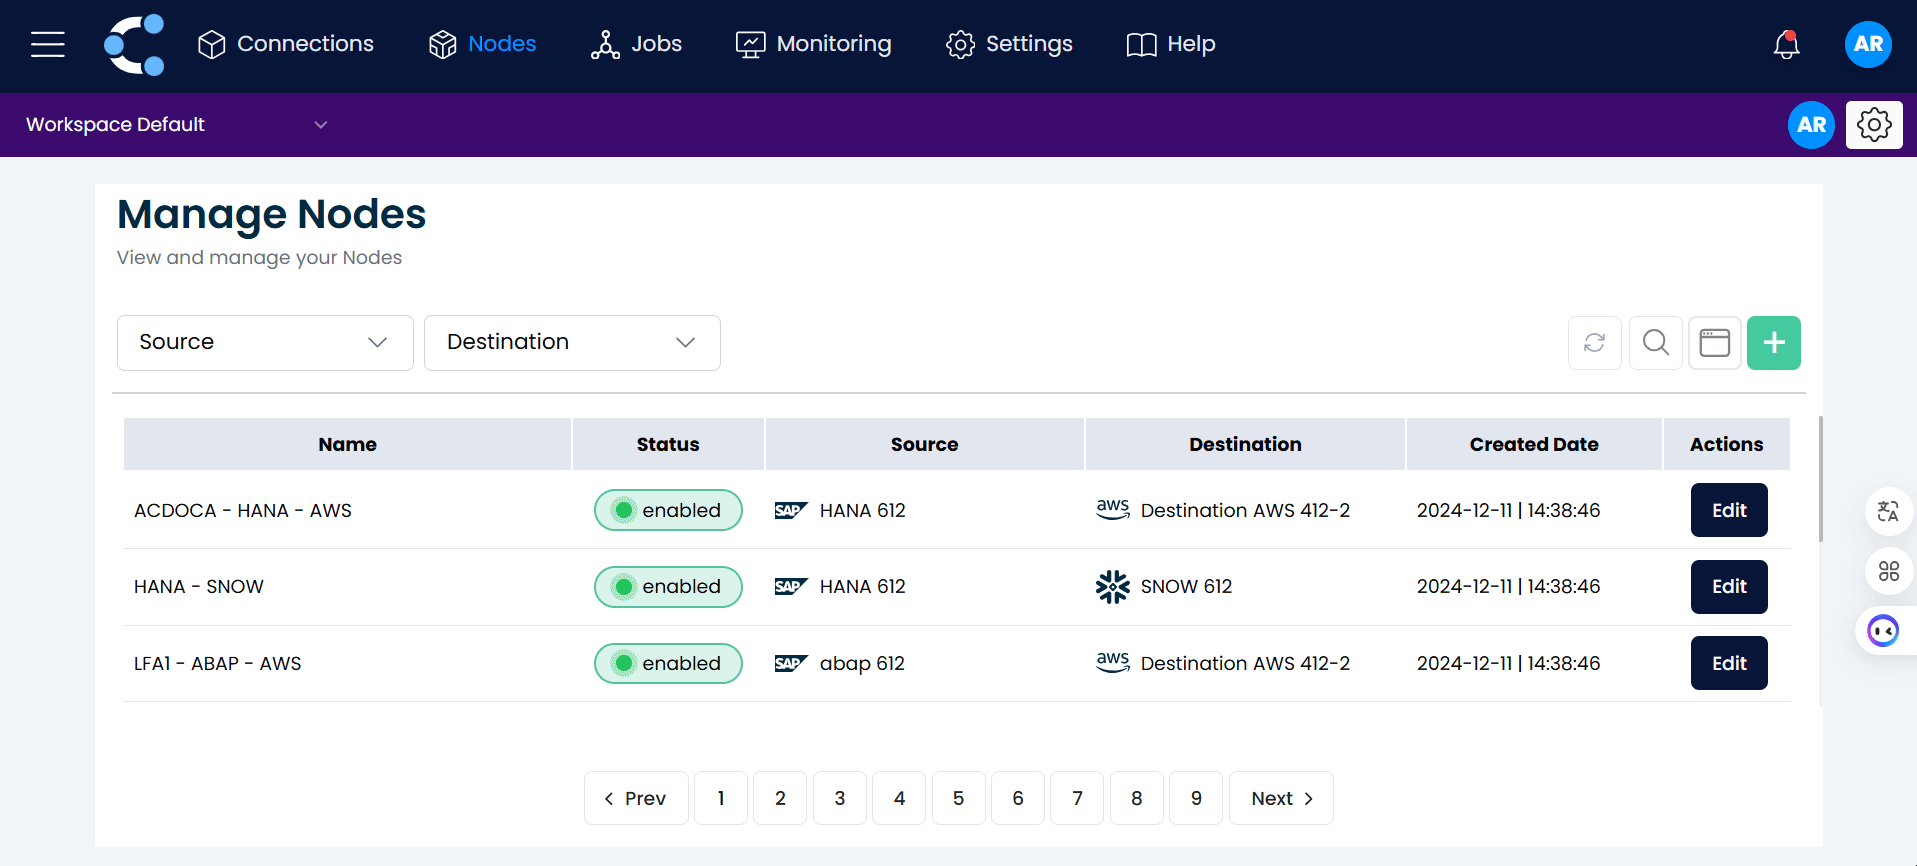 Connections Nodes Jobs Monitoring Settings Help AR
Workspace Default AR
Manage Nodes
View and manage your Nodes
Source Destination
Name Status Source Destination Created Date Actions
ACDOCA - HANA - AWS enabled SAP HANA 612 aws Destination AWS 412-2 2024-12-11 | 14:38:46 Edit
HANA - SNOW enabled SAP HANA 612 SNOW 612 2024-12-11 | 14:38:46 Edit
LFA1 - ABAP - AWS enabled SAP abap 612 aws Destination AWS 412-2 2024-12-11 | 14:38:46 Edit
Prev 1 2 3 4 5 6 7 8 9 Next